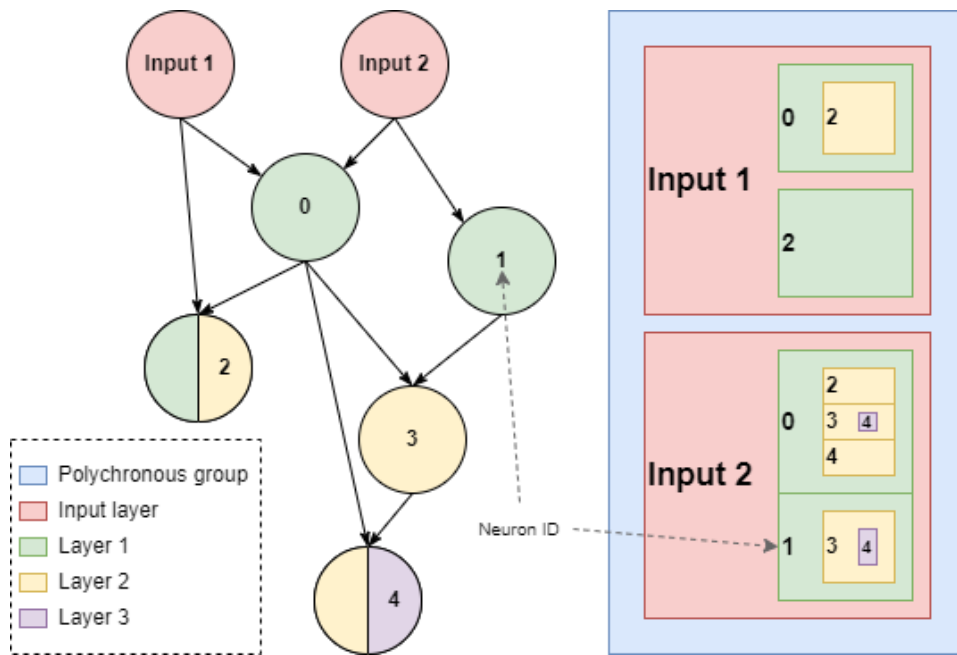 Input 1
Input 2
0
1
2
3
4
Polychronous group
Input layer
Layer 1
Layer 2
Layer 3
Neuron ID
Input 1
0
2
2
Input 2
0
2
3
4
4
1
3
4